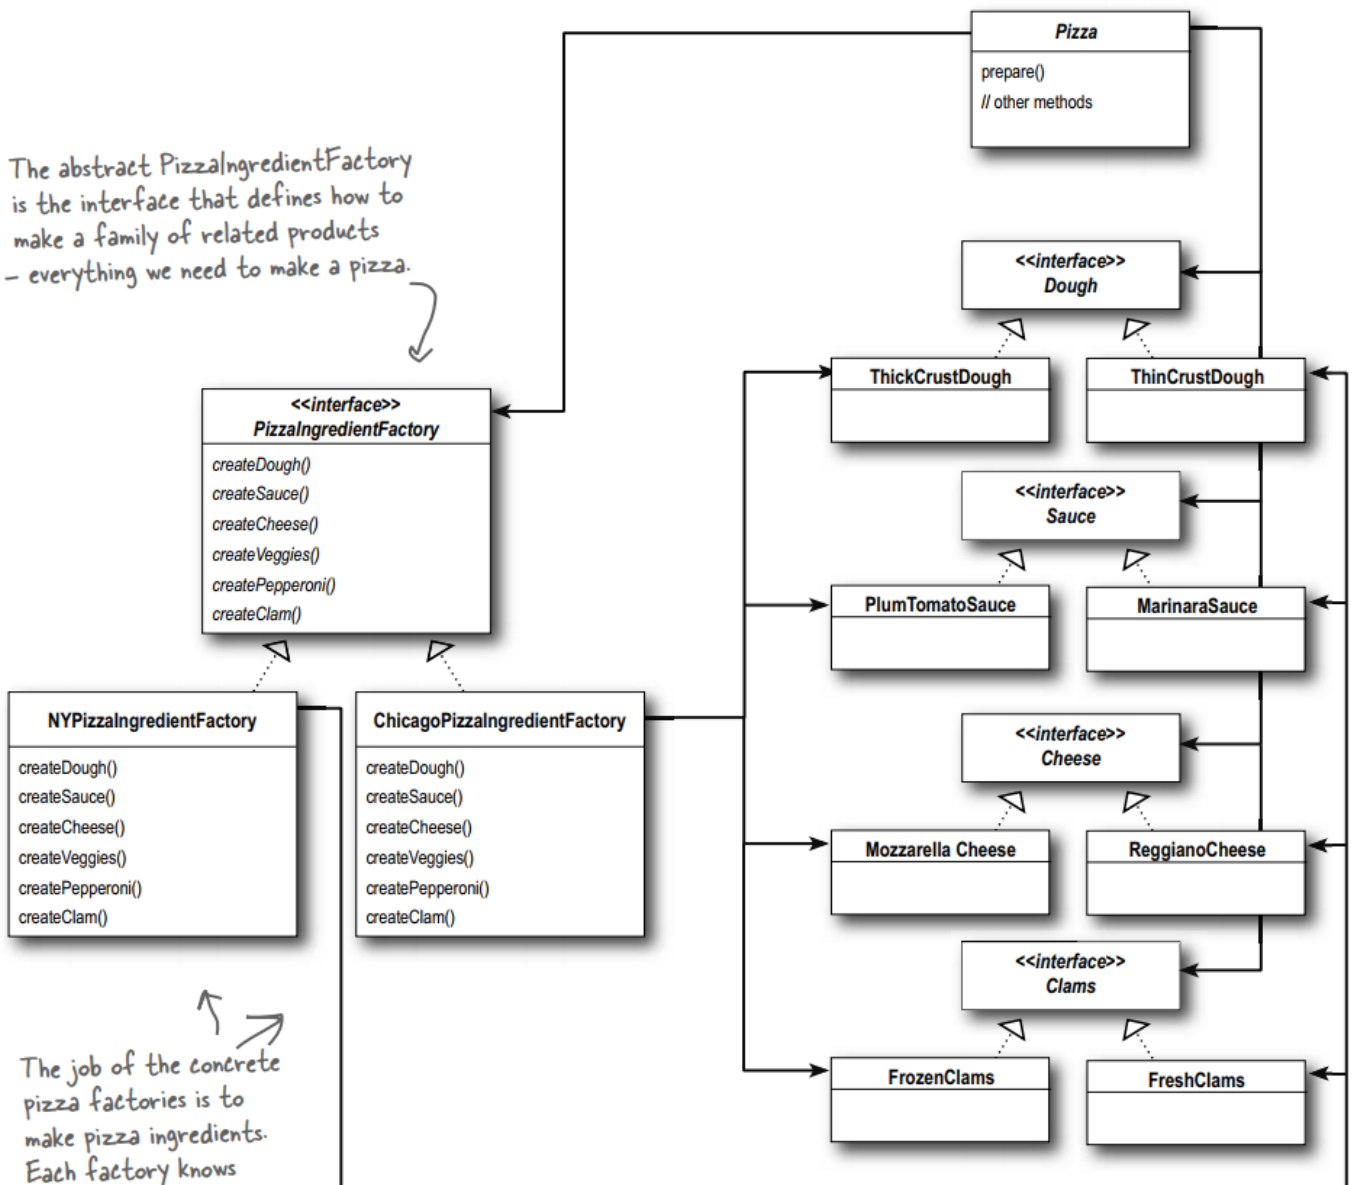 Pizza
prepare()
// other methods
The abstract PizzaIngredientFactory
is the interface that defines how to
make a family of related products
– everything we need to make a pizza.
<<interface>>
Dough
ThickCrustDough
ThinCrustDough
<<interface>>
PizzaIngredientFactory
createDough()
createSauce()
createCheese()
createVeggies()
createPepperoni()
createClam()
<<interface>>
Sauce
PlumTomatoSauce
MarinaraSauce
NYPizzaIngredientFactory
createDough()
createSauce()
createCheese()
createVeggies()
createPepperoni()
createClam()
ChicagoPizzaIngredientFactory
createDough()
createSauce()
createCheese()
createVeggies()
createPepperoni()
createClam()
<<interface>>
Cheese
Mozzarella Cheese
ReggianoCheese
<<interface>>
Clams
FrozenClams
FreshClams
The job of the concrete
pizza factories is to
make pizza ingredients.
Each factory knows